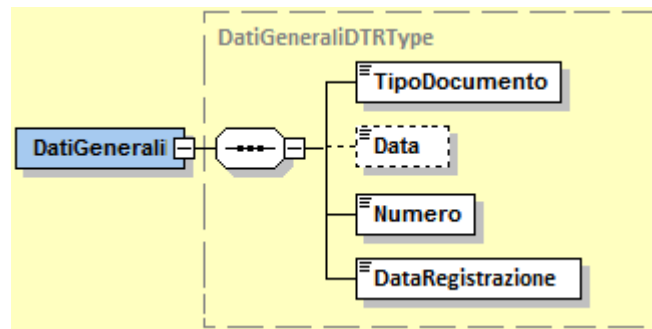 DatiGeneraliDTRType
TipoDocumento
DatiGenerali
Data
Numero
DataRegistrazione